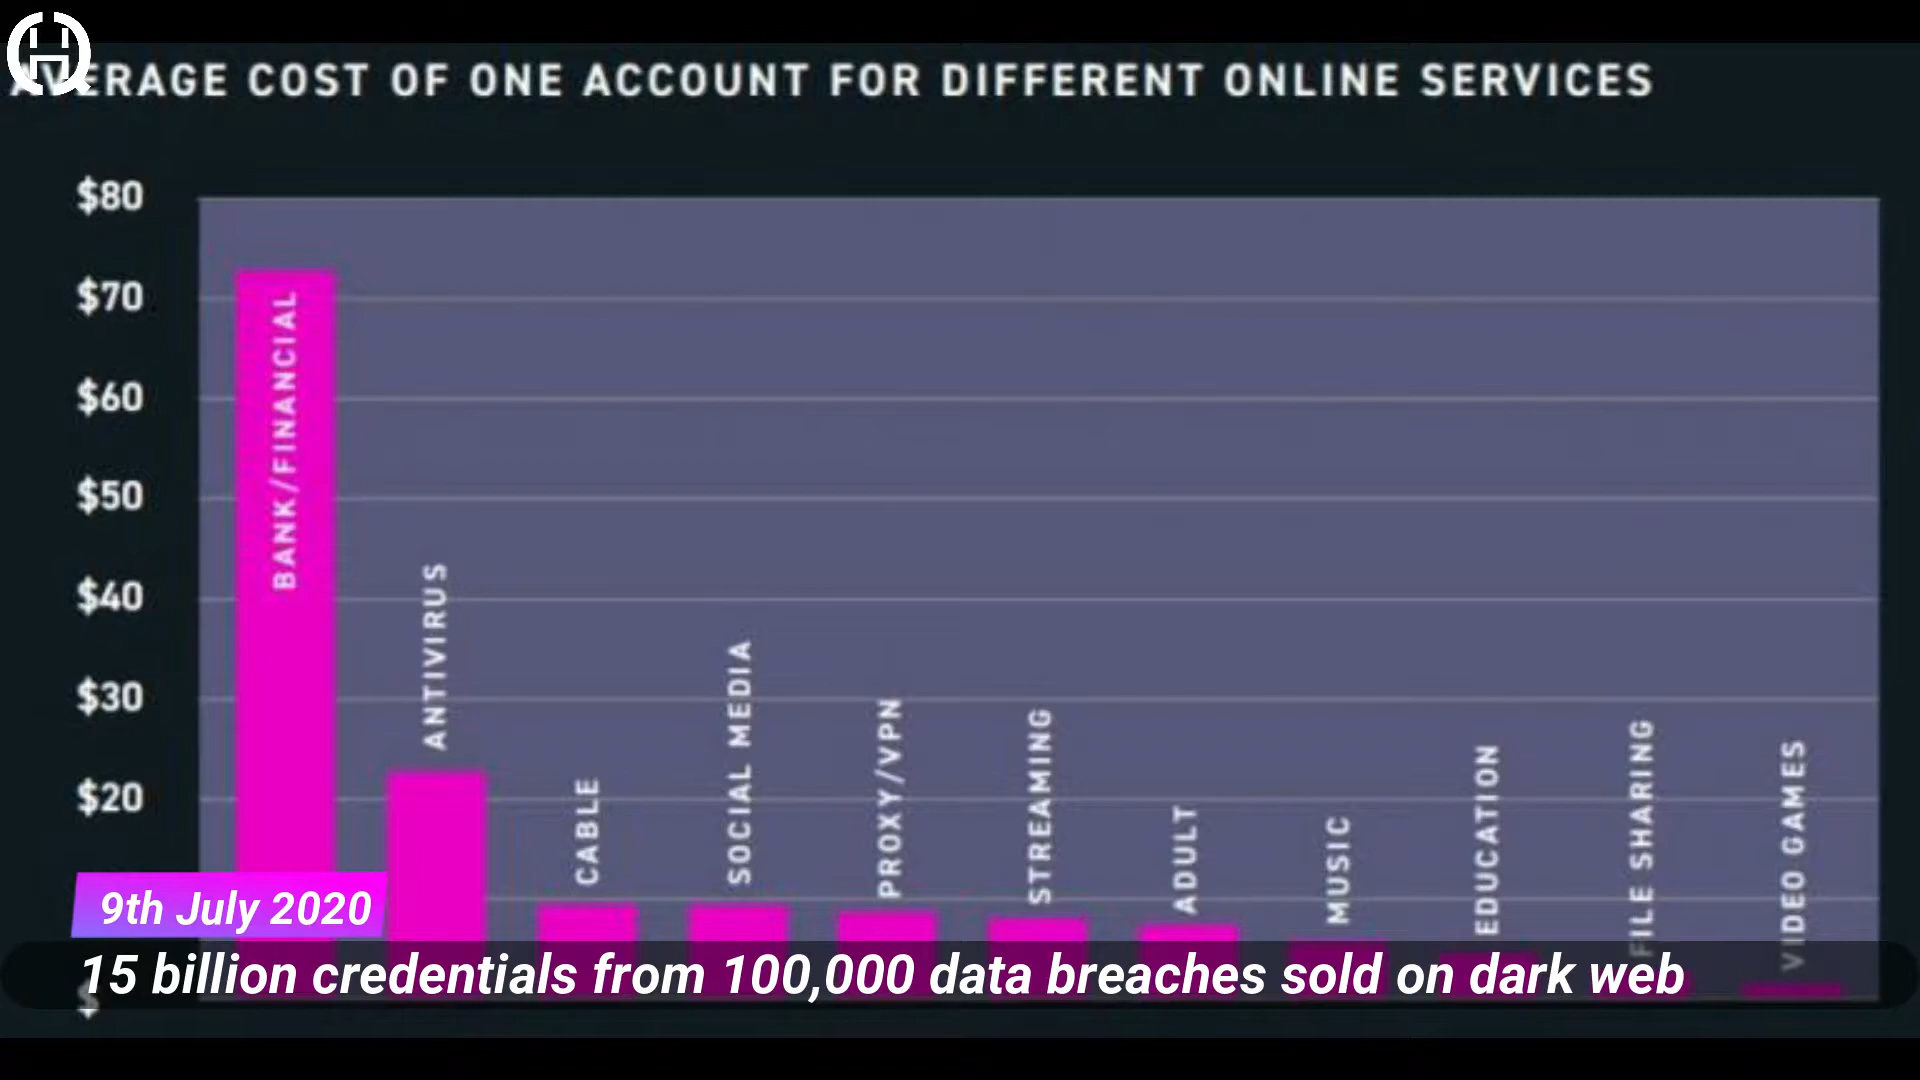 AVERAGE COST OF ONE ACCOUNT FOR DIFFERENT ONLINE SERVICES
$80
$70
$60
$50
$40
$30
$20
$
BANK/FINANCIAL
ANTIVIRUS
CABLE
SOCIAL MEDIA
PROXY/VPN
STREAMING
ADULT
MUSIC
EDUCATION
FILE SHARING
VIDEO GAMES
9th July 2020
15 billion credentials from 100,000 data breaches sold on dark web